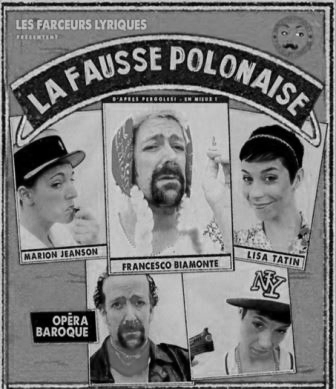 LES FARCEURS LYRIQUES
PRÉSENTENT
LA FAUSSE POLONAISE
D'APRÈS PERGOLESI - EN MIEUX !
MARION JEANSON
FRANCESCO BIAMONTE
LISA TATIN
OPÉRA
BAROQUE
NY